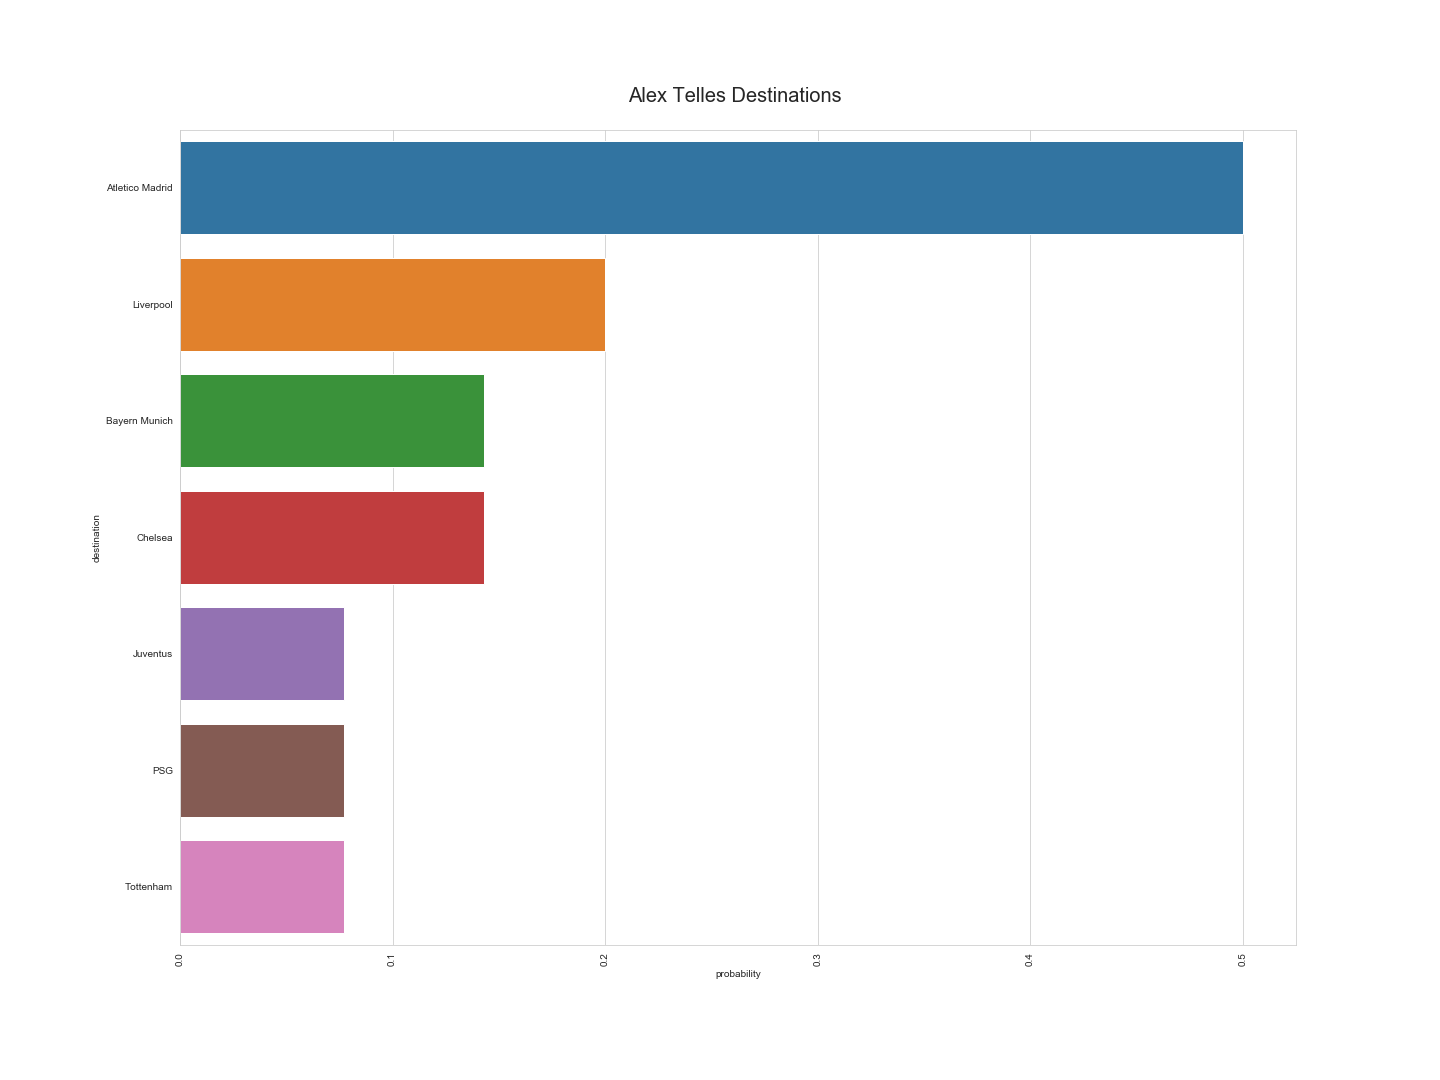 Alex Telles Destinations
destination
Atletico Madrid
Liverpool
Bayern Munich
Chelsea
Juventus
PSG
Tottenham
0.0 0.1 0.2 0.3 0.4 0.5
probability